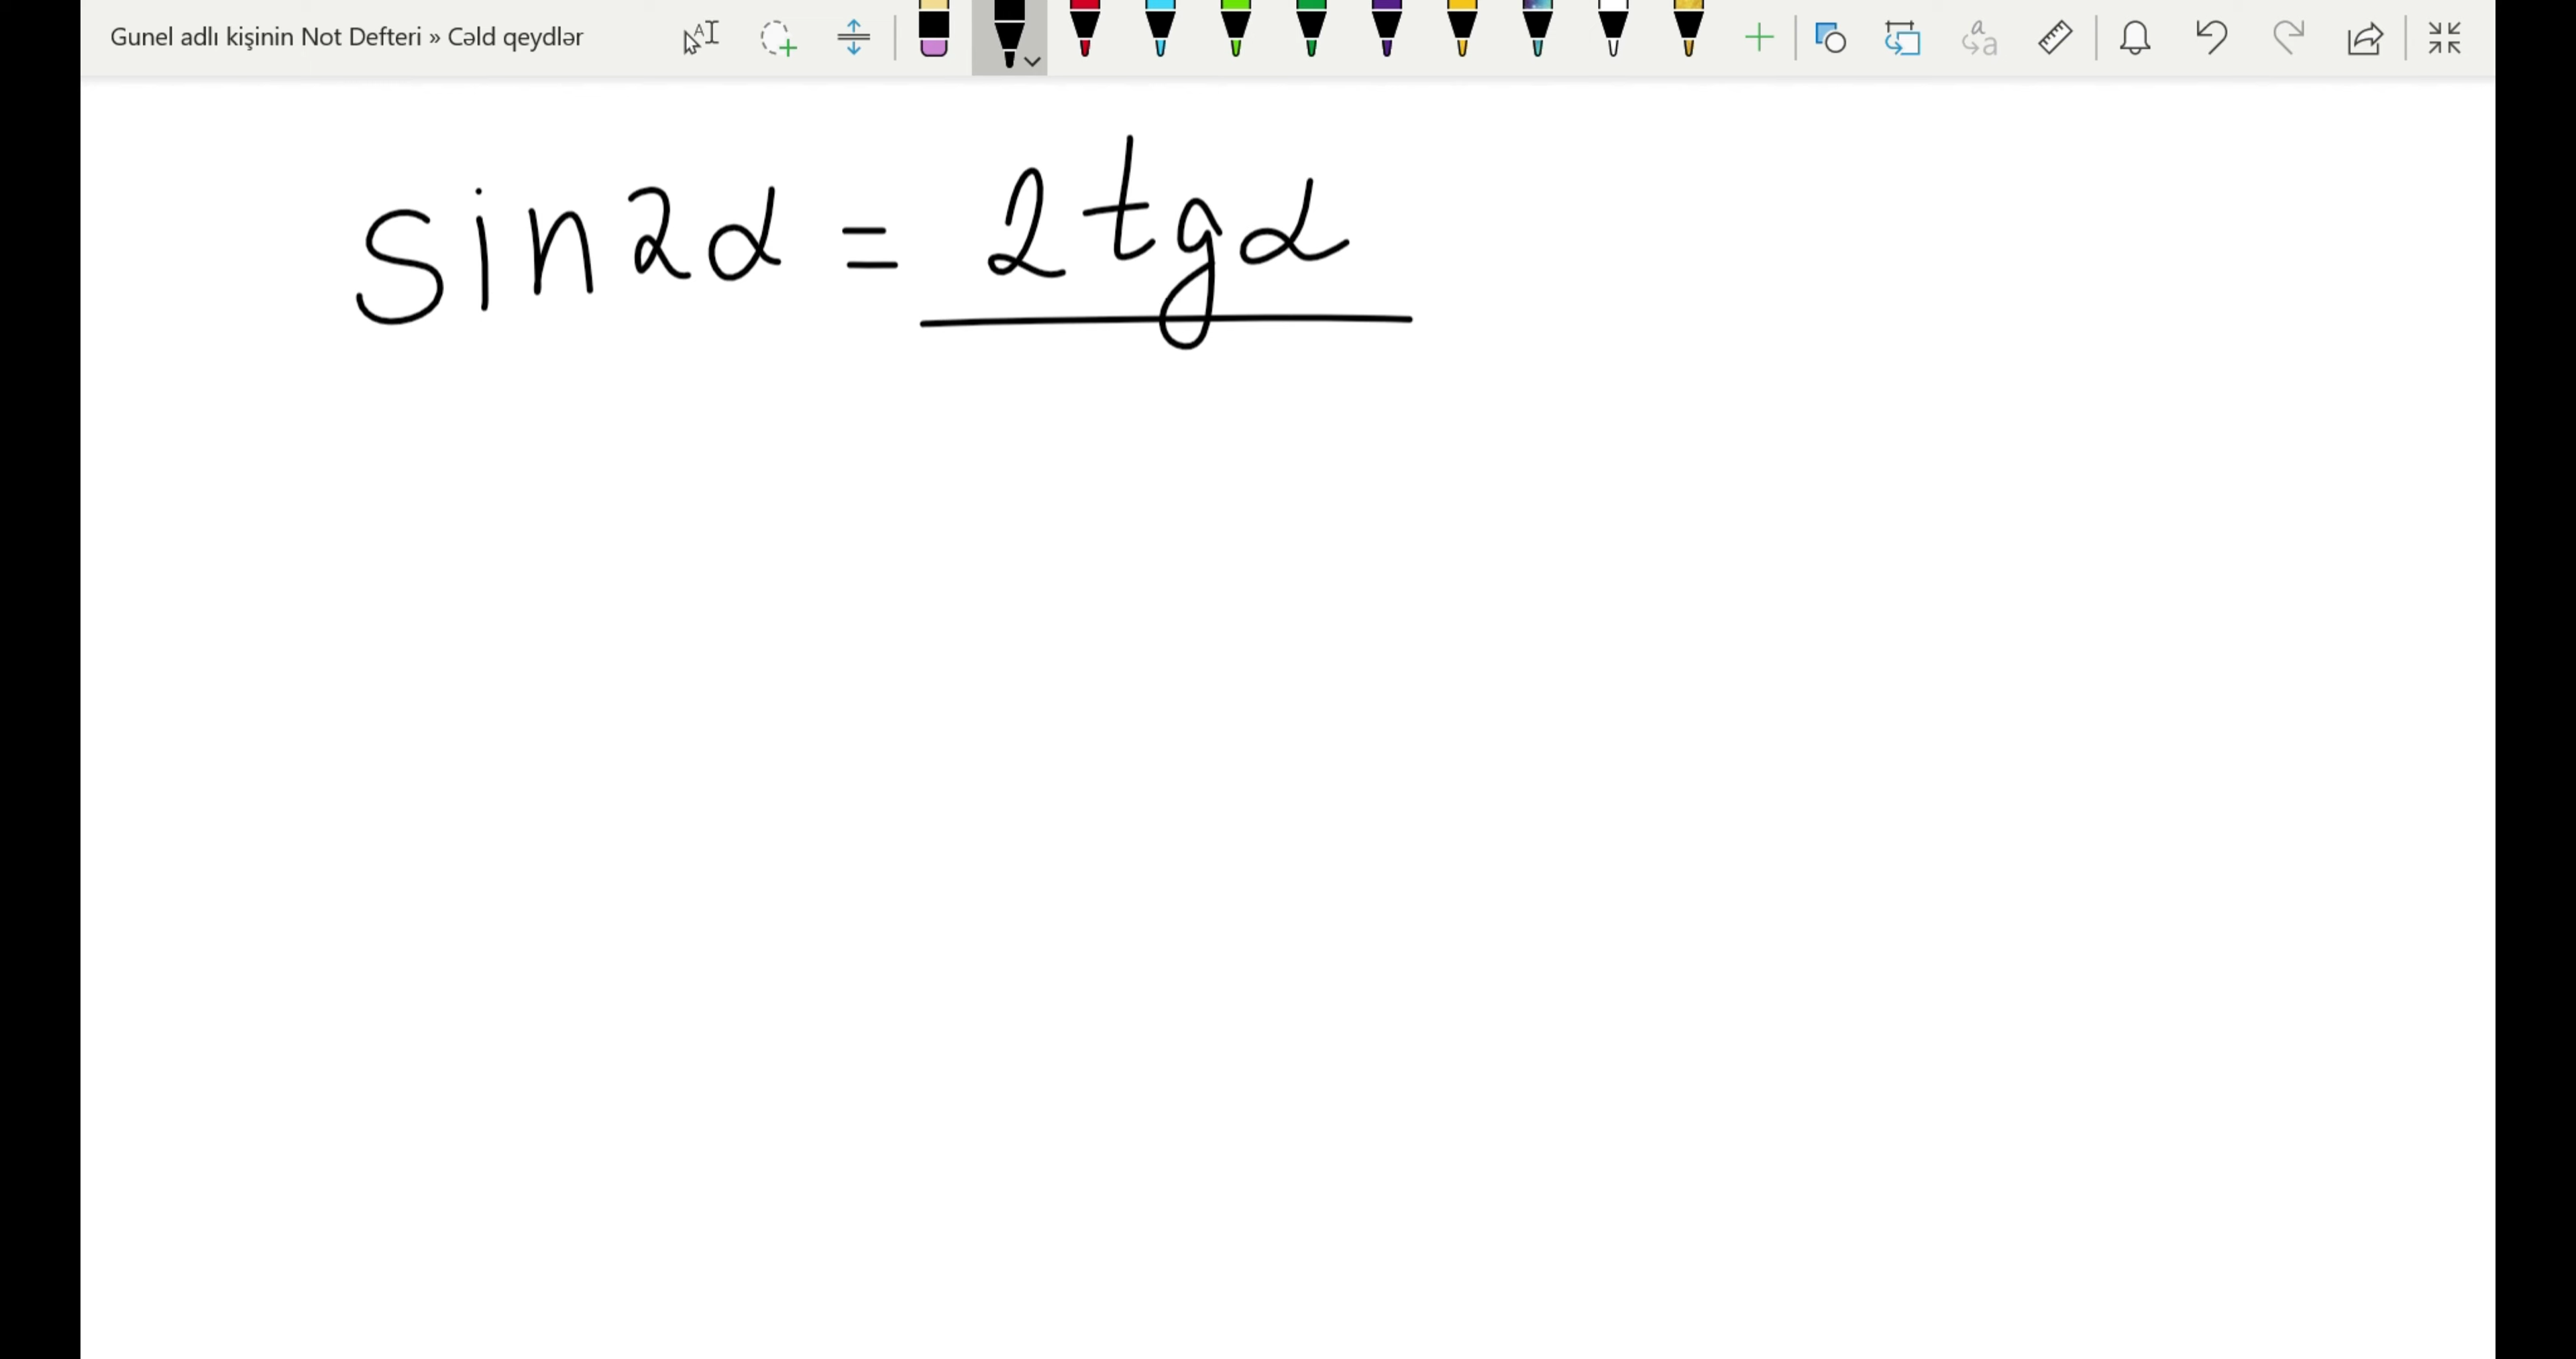 Gunel adlı kişinin Not Defteri » Cəld qeydlər
sin2α = 2tgα